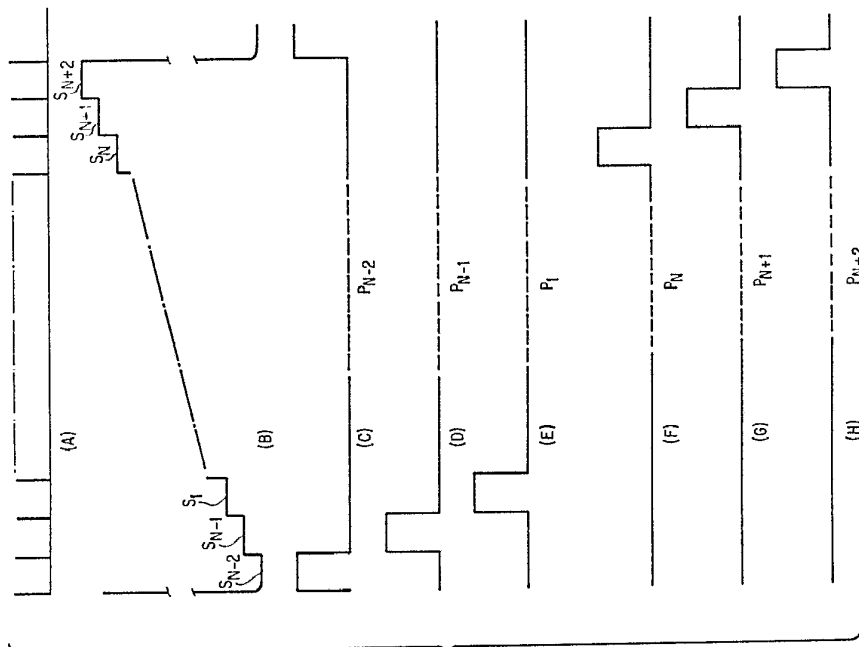 (A)
S_{N-2}
S_{N-1}
S_1
S_N
S_{N+1}
S_{N+2}
(B)
(C)
P_{N-2}
(D)
P_{N-1}
(E)
P_1
(F)
P_N
(G)
P_{N+1}
(H)
P_{N+2}